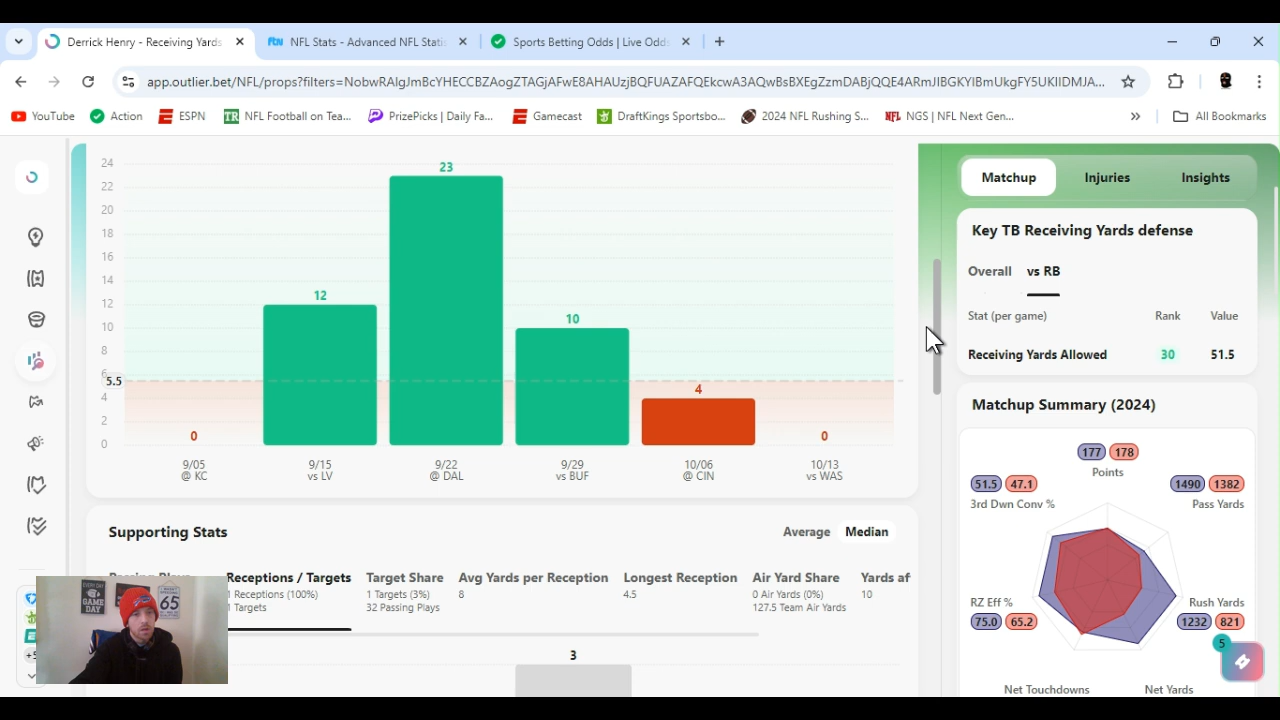 Derrick Henry - Receiving Yards
ftn NFL Stats - Advanced NFL Stati
Sports Betting Odds | Live Odd
app.outlier.bet/NFL/props?filters=NobwRAlgJmBcYHECCBZAogZTAGjAFwE8AHAUzjBQFUAZAFQEkcwA3AQwBsBXEgZzmDABjQQE4ARmJIBGKYIBmUkgFY5UKIIDMJA...
YouTube
Action
ESPN
TR NFL Football on Tea...
PrizePicks | Daily Fa...
Gamecast
DraftKings Sportsbo...
2024 NFL Rushing S...
NFL NGS | NFL Next Gen...
All Bookmarks
24
22
20
18
16
14
12
10
8
6
5.5
4
2
0
0
12
23
10
4
0
9/05
@ KC
9/15
vs LV
9/22
@ DAL
9/29
vs BUF
10/06
@ CIN
10/13
vs WAS
Supporting Stats
Average Median
Receptions / Targets
1 Receptions (100%)
1 Targets
Target Share
1 Targets (3%)
32 Passing Plays
Avg Yards per Reception
8
Longest Reception
4.5
Air Yard Share
0 Air Yards (0%)
127.5 Team Air Yards
Yards af
10
3
Matchup Injuries Insights
Key TB Receiving Yards defense
Overall vs RB
Stat (per game) Rank Value
Receiving Yards Allowed 30 51.5
Matchup Summary (2024)
177 178
Points
51.5 47.1
3rd Dwn Conv %
1490 1382
Pass Yards
RZ Eff %
75.0 65.2
Rush Yards
1232 821
5
Net Touchdowns
Net Yards
GAME
DAY
65